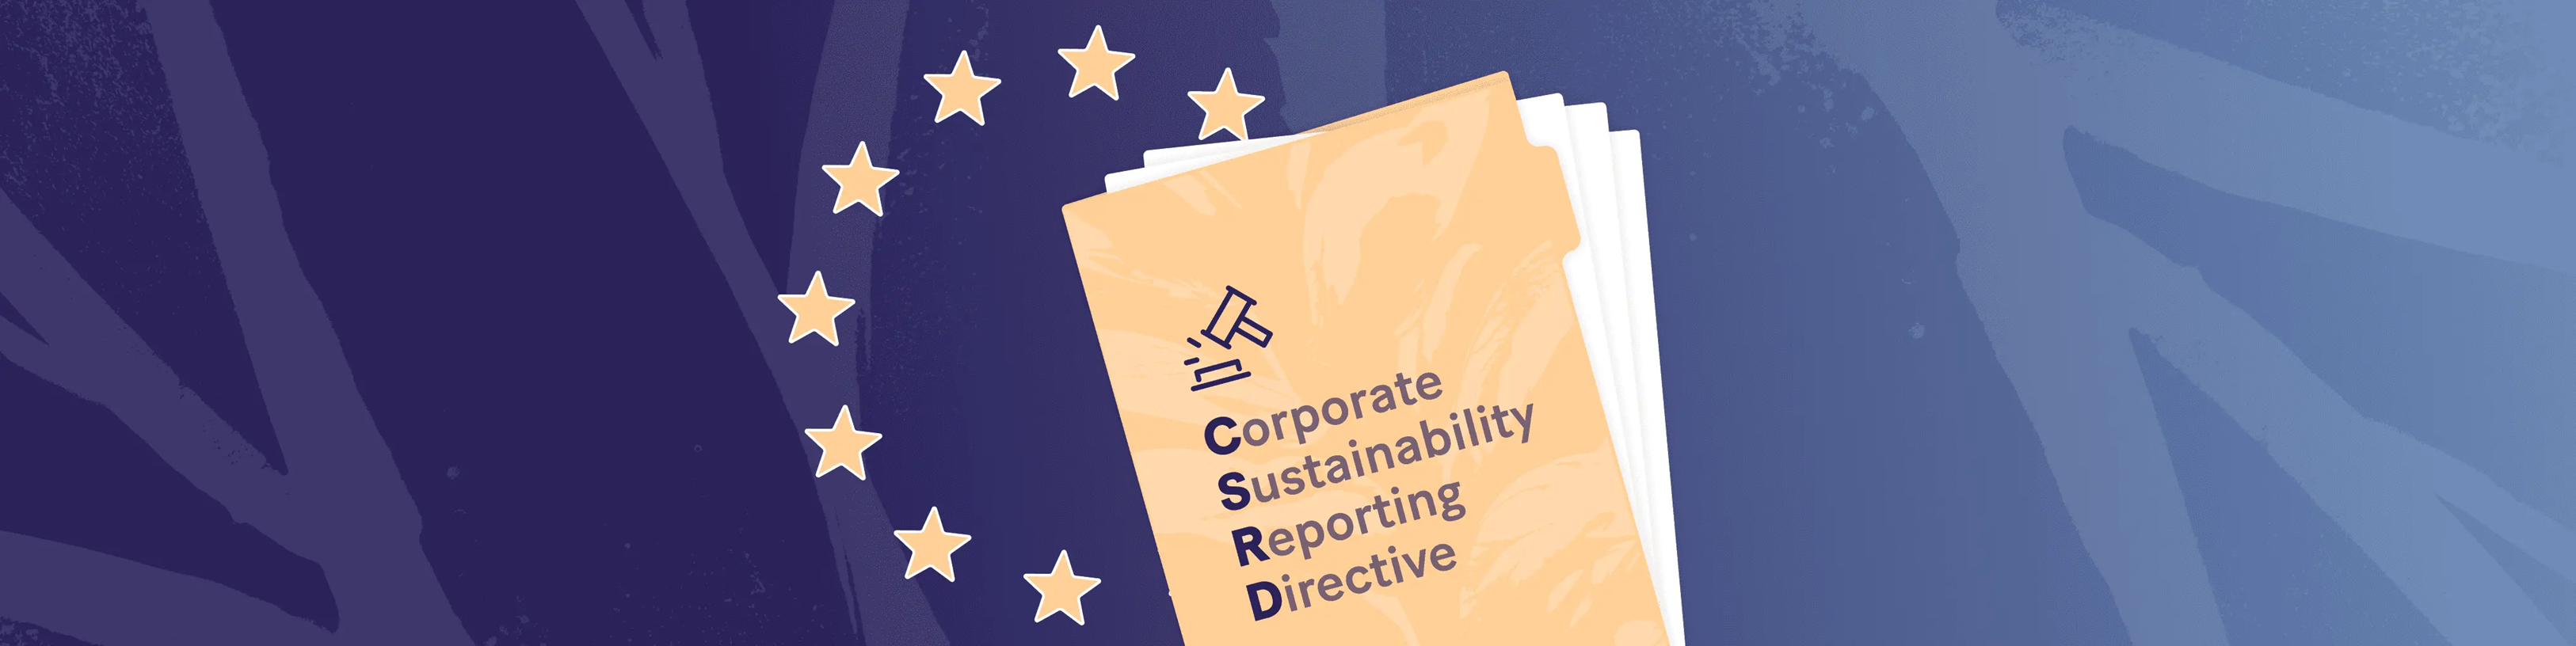 Corporate
Sustainability
Reporting
Directive